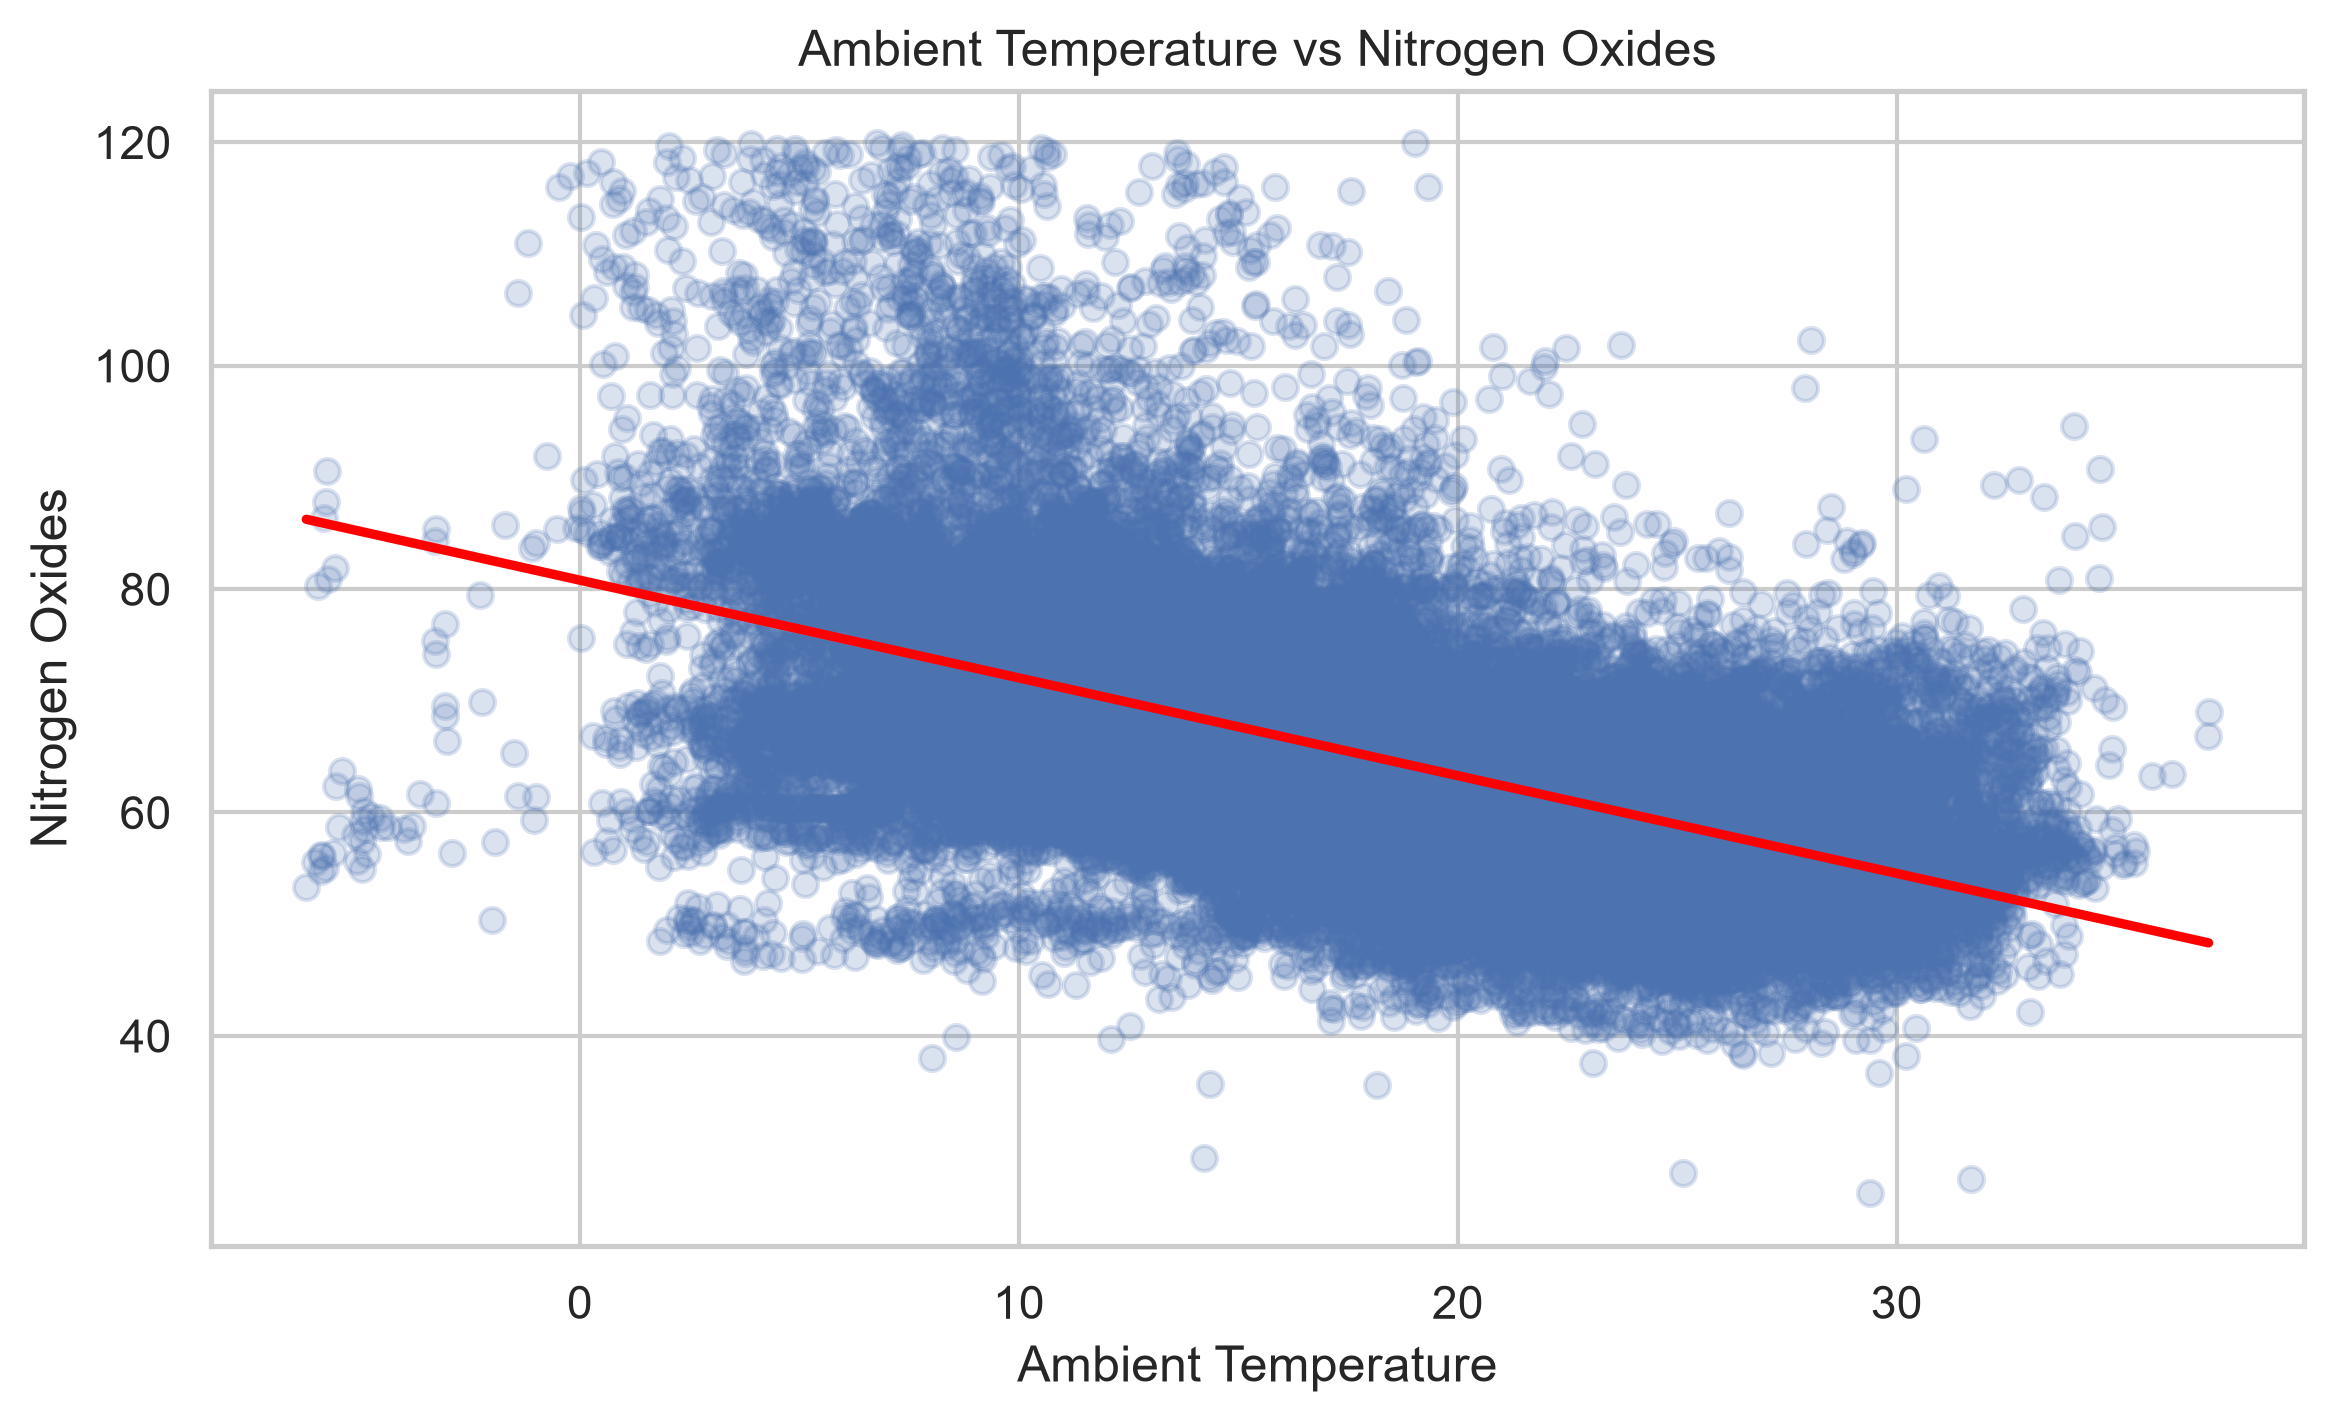 Ambient Temperature vs Nitrogen Oxides
120
100
80
60
40
Nitrogen Oxides
0 10 20 30
Ambient Temperature